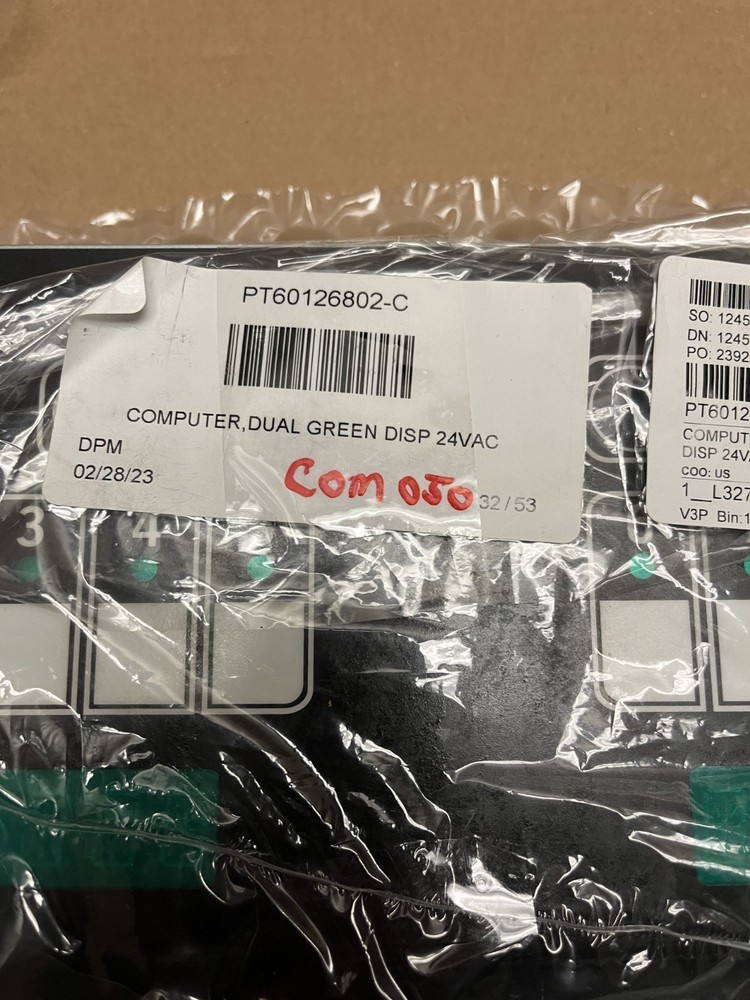 PT60126802-C
COMPUTER,DUAL GREEN DISP 24VAC
DPM
02/28/23
COM 050
32 / 53
SO: 1245
DN: 1245
PO: 2392
PT6012
COMPUT
DISP 24V
COO: US
1__L327
V3P Bin:1
3
4